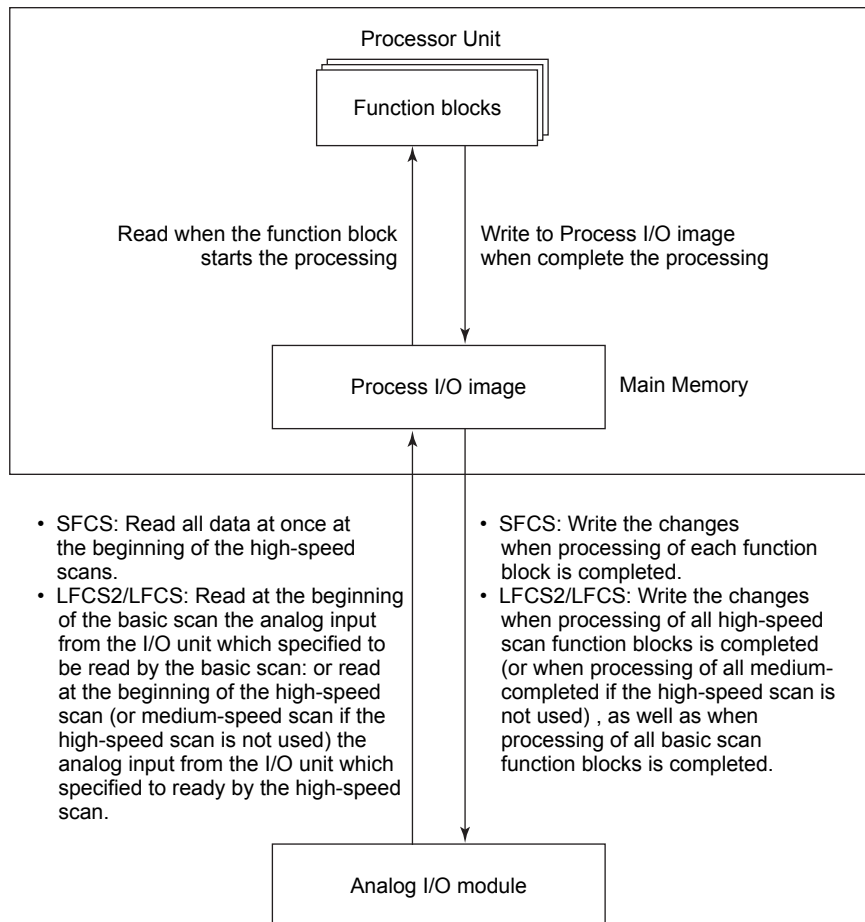 Processor Unit
Function blocks
Read when the function block
starts the processing
Write to Process I/O image
when complete the processing
Process I/O image
Main Memory
• SFCS: Read all data at once at
the beginning of the high-speed
scans.
• LFCS2/LFCS: Read at the beginning
of the basic scan the analog input
from the I/O unit which specified to
be read by the basic scan: or read
at the beginning of the high-speed
scan (or medium-speed scan if the
high-speed scan is not used) the
analog input from the I/O unit which
specified to ready by the high-speed
scan.
• SFCS: Write the changes
when processing of each function
block is completed.
• LFCS2/LFCS: Write the changes
when processing of all high-speed
scan function blocks is completed
(or when processing of all medium-
completed if the high-speed scan is
not used) , as well as when
processing of all basic scan
function blocks is completed.
Analog I/O module